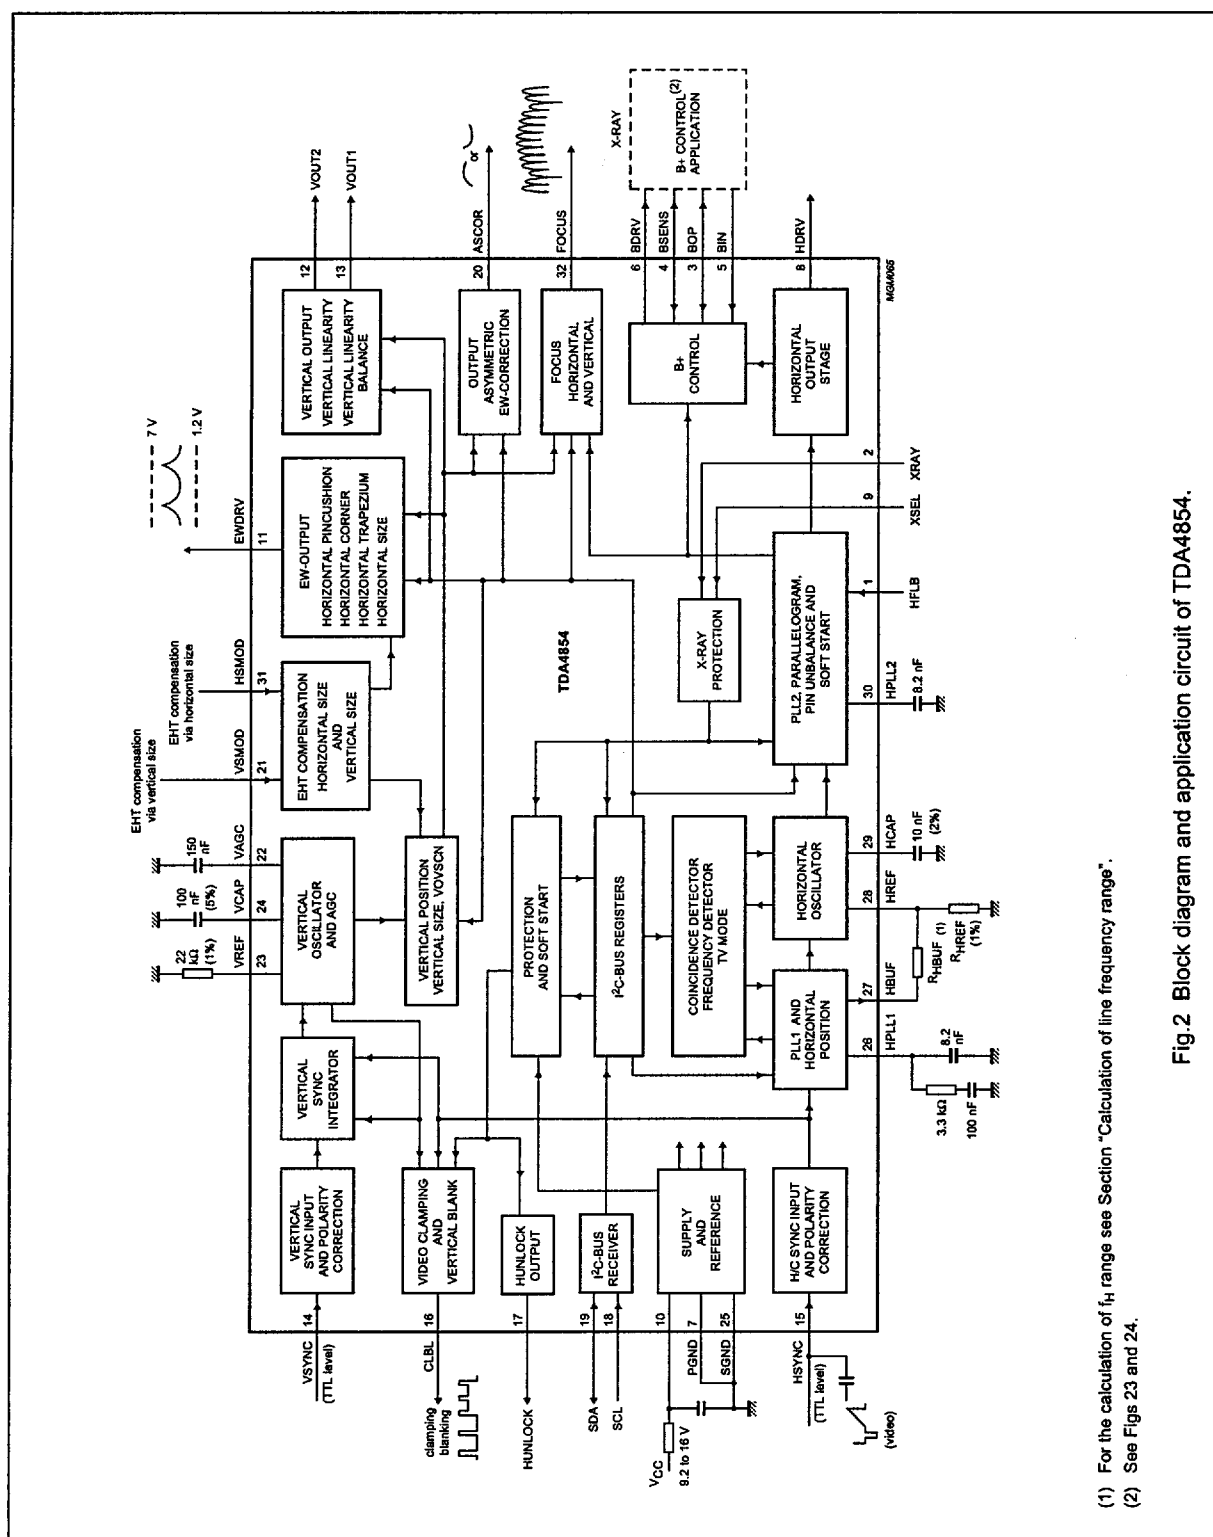 EHT compensation
via vertical size
EHT compensation
via horizontal size
7 V
1.2 V
22
kΩ
(1%)
100
nF
(5%)
150
nF
VREF
VCAP
VAGC
VSMOD
HSMOD
EWDRV
23
24
22
21
31
11
VSYNC
(TTL level)
14
VERTICAL
SYNC INPUT
AND POLARITY
CORRECTION
VERTICAL
SYNC
INTEGRATOR
VERTICAL
OSCILLATOR
AND AGC
EHT COMPENSATION
HORIZONTAL SIZE
AND
VERTICAL SIZE
EW-OUTPUT
HORIZONTAL PINCUSHION
HORIZONTAL CORNER
HORIZONTAL TRAPEZIUM
HORIZONTAL SIZE
VERTICAL OUTPUT
VERTICAL LINEARITY
VERTICAL LINEARITY
BALANCE
12
VOUT2
13
VOUT1
clamping
blanking
CLBL
16
VIDEO CLAMPING
AND
VERTICAL BLANK
VERTICAL POSITION
VERTICAL SIZE, VOVSCN
OUTPUT
ASYMMETRIC
EW-CORRECTION
20
ASCOR
or
HUNLOCK
17
HUNLOCK
OUTPUT
PROTECTION
AND SOFT START
TDA4854
FOCUS
HORIZONTAL
AND VERTICAL
32
FOCUS
SDA
SCL
19
18
I²C-BUS
RECEIVER
I²C-BUS REGISTERS
X-RAY
B+ CONTROL(2)
APPLICATION
B+
CONTROL
6
BDRV
4
BSENS
3
BOP
5
BIN
VCC
9.2 to 16 V
10
PGND
7
SGND
25
SUPPLY
AND
REFERENCE
COINCIDENCE DETECTOR
FREQUENCY DETECTOR
TV MODE
X-RAY
PROTECTION
HSYNC
(TTL level)
(video)
15
H/C SYNC INPUT
AND POLARITY
CORRECTION
PLL1 AND
HORIZONTAL
POSITION
HORIZONTAL
OSCILLATOR
PLL2, PARALLELOGRAM,
PIN UNBALANCE AND
SOFT START
HORIZONTAL
OUTPUT
STAGE
8
HDRV
26
27
28
29
30
1
9
2
HPLL1
HBUF
HREF
HCAP
HPLL2
HFLB
XSEL
XRAY
MGM065
3.3 kΩ
100 nF
8.2
nF
RHBUF (1)
RHREF
(1%)
10 nF
(2%)
8.2 nF
(1) For the calculation of fH range see Section "Calculation of line frequency range".
(2) See Figs 23 and 24.
Fig.2 Block diagram and application circuit of TDA4854.